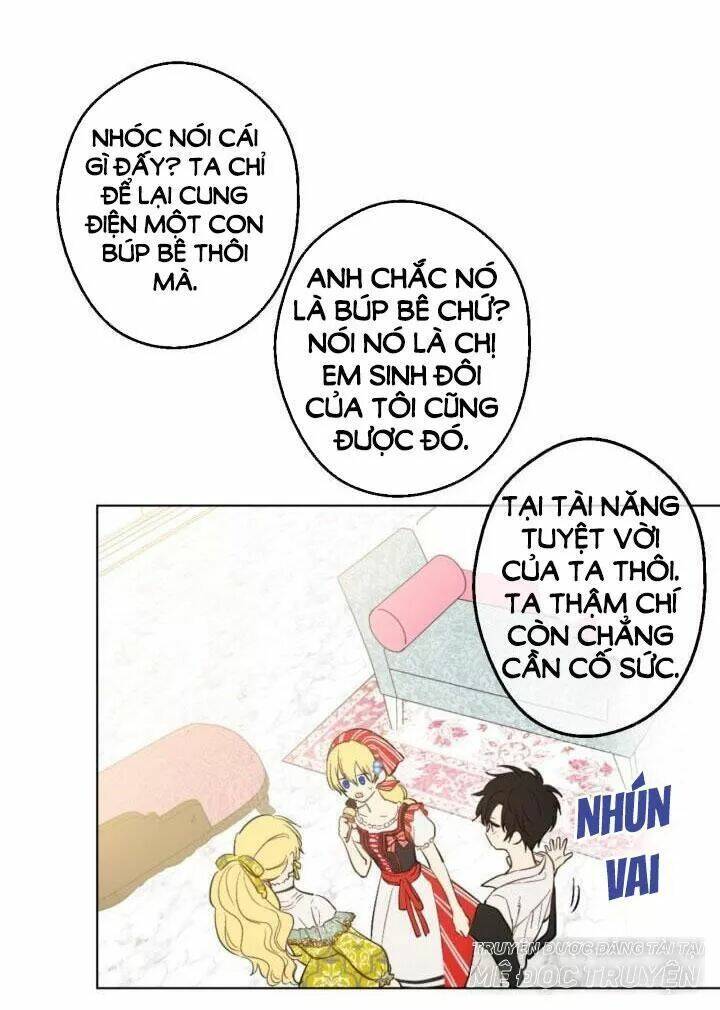 NHÓC NÓI CÁI
GÌ ĐẤY? TA CHỈ
ĐỂ LẠI CUNG
ĐIỆN MỘT CON
BÚP BÊ THÔI
MÀ.
ANH CHẮC NÓ
LÀ BÚP BÊ CHỨ?
NÓI NÓ LÀ CHỊ
EM SINH ĐÔI
CỦA TÔI CŨNG
ĐƯỢC ĐÓ.
TẠI TÀI NĂNG
TUYỆT VỜI
CỦA TA THÔI.
TA THẬM CHÍ
CÒN CHẲNG
CẦN CỐ SỨC.
NHÚN
VAI
TRUYỆN ĐƯỢC ĐĂNG TẢI TẠI
MÊ ĐỌC TRUYỆN